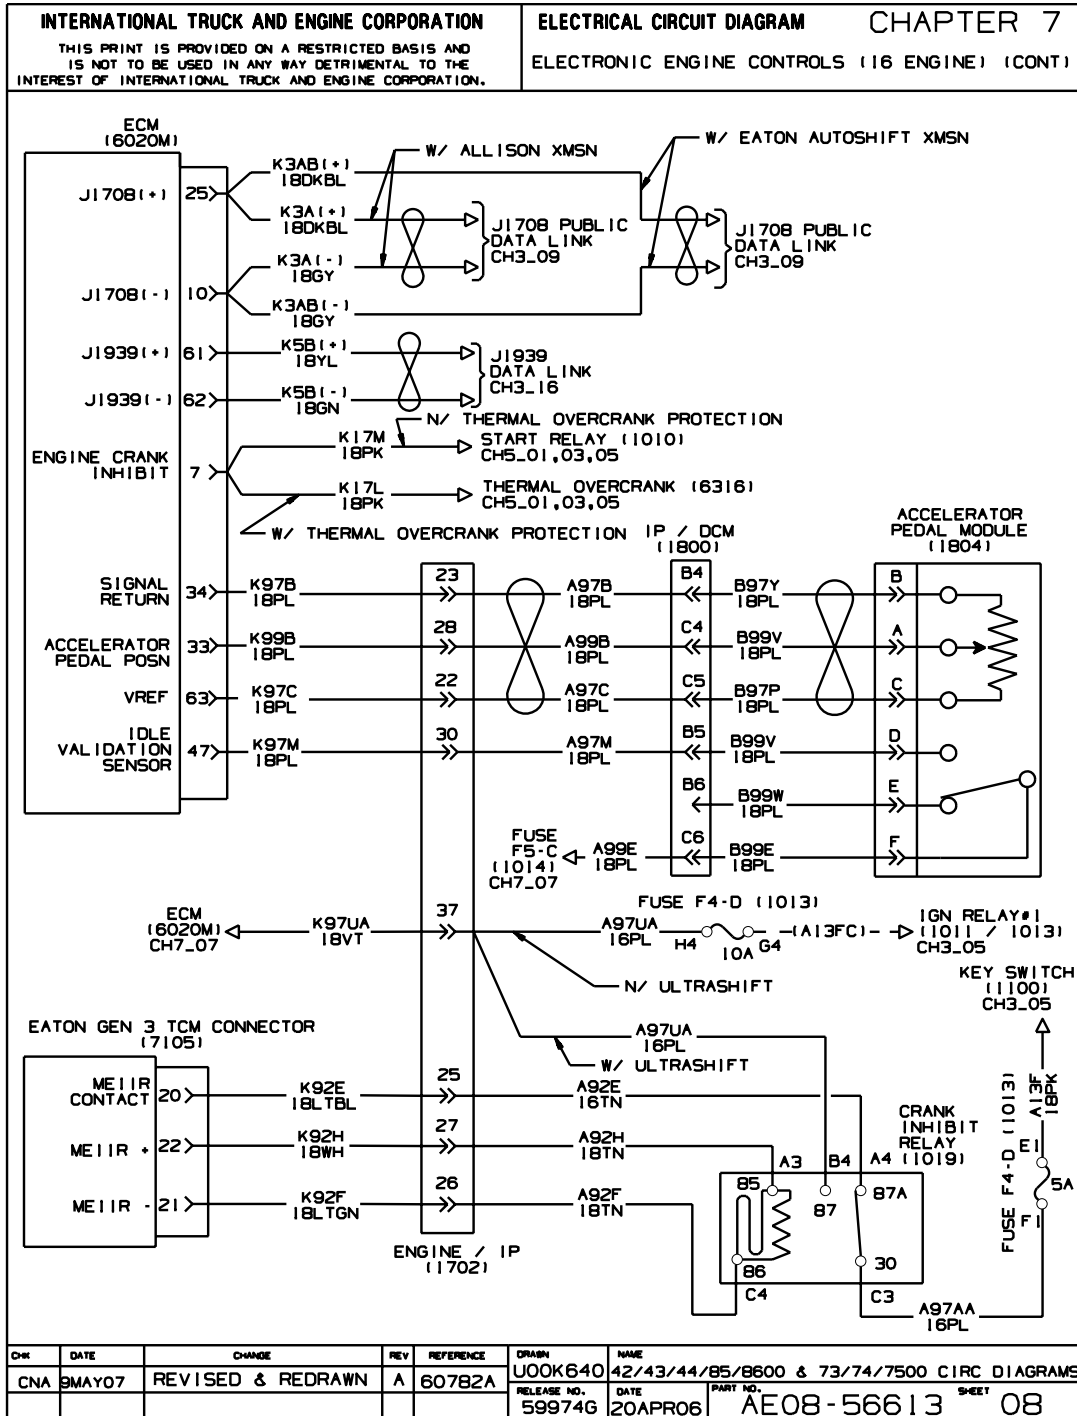 INTERNATIONAL TRUCK AND ENGINE CORPORATION
THIS PRINT IS PROVIDED ON A RESTRICTED BASIS AND
IS NOT TO BE USED IN ANY WAY DETRIMENTAL TO THE
INTEREST OF INTERNATIONAL TRUCK AND ENGINE CORPORATION.
ELECTRICAL CIRCUIT DIAGRAM CHAPTER 7
ELECTRONIC ENGINE CONTROLS (I6 ENGINE) (CONT)
ECM
(6020M)
J1708(+) 25
K3AB(+)
18DKBL
W/ ALLISON XMSN
W/ EATON AUTOSHIFT XMSN
K3A(+)
18DKBL
J1708 PUBLIC
DATA LINK
CH3_09
J1708 PUBLIC
DATA LINK
CH3_09
K3A(-)
18GY
J1708(-) 10
K3AB(-)
18GY
J1939(+) 61
K5B(+)
18YL
J1939
DATA LINK
CH3_16
J1939(-) 62
K5B(-)
18GN
N/ THERMAL OVERCRANK PROTECTION
ENGINE CRANK
INHIBIT 7
K17M
18PK
START RELAY (1010)
CH5_01,03,05
K17L
18PK
THERMAL OVERCRANK (6316)
CH5_01,03,05
W/ THERMAL OVERCRANK PROTECTION
IP / DCM
(1800)
ACCELERATOR
PEDAL MODULE
(1804)
SIGNAL
RETURN 34
K97B
18PL
23
A97B
18PL
B4
B97Y
18PL
B
ACCELERATOR
PEDAL POSN 33
K99B
18PL
28
A99B
18PL
C4
B99V
18PL
A
VREF 63
K97C
18PL
22
A97C
18PL
C5
B97P
18PL
C
IDLE
VALIDATION
SENSOR 47
K97M
18PL
30
A97M
18PL
B5
B99V
18PL
D
B6
B99W
18PL
E
FUSE
F5-C
(1014)
CH7_07
A99E
18PL
C6
B99E
18PL
F
ECM
(6020M)
CH7_07
K97UA
18VT
37
A97UA
16PL
FUSE F4-D (1013)
H4
10A
G4
(A13FC)
IGN RELAY#1
(1011 / 1013)
CH3_05
N/ ULTRASHIFT
KEY SWITCH
(1100)
CH3_05
A97UA
16PL
W/ ULTRASHIFT
EATON GEN 3 TCM CONNECTOR
(7105)
MEIIR
CONTACT 20
K92E
18LTBL
25
A92E
16TN
MEIIR + 22
K92H
18WH
27
A92H
18TN
MEIIR - 21
K92F
18LTGN
26
A92F
18TN
ENGINE / IP
(1702)
CRANK
INHIBIT
RELAY
(1019)
A3
B4
A4
85
87
87A
86
30
C4
C3
A97AA
16PL
FUSE F4-D (1013)
A13F
18PK
E1
5A
F1
CHK DATE CHANGE REV REFERENCE
CNA 9MAY07 REVISED & REDRAWN A 60782A
DRAWN
U00K640
NAME
42/43/44/85/8600 & 73/74/7500 CIRC DIAGRAMS
RELEASE NO.
59974G
DATE
20APR06
PART NO.
AE08-56613
SHEET
08